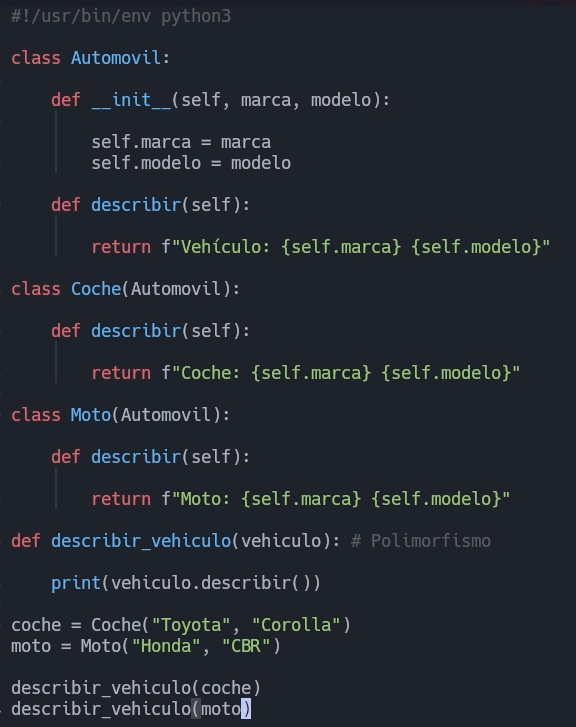 #!/usr/bin/env python3
class Automovil:
    def __init__(self, marca, modelo):
        self.marca = marca
        self.modelo = modelo
    def describir(self):
        return f"Vehículo: {self.marca} {self.modelo}"
class Coche(Automovil):
    def describir(self):
        return f"Coche: {self.marca} {self.modelo}"
class Moto(Automovil):
    def describir(self):
        return f"Moto: {self.marca} {self.modelo}"
def describir_vehiculo(vehiculo): # Polimorfismo
    print(vehiculo.describir())
coche = Coche("Toyota", "Corolla")
moto = Moto("Honda", "CBR")
describir_vehiculo(coche)
describir_vehiculo(moto)